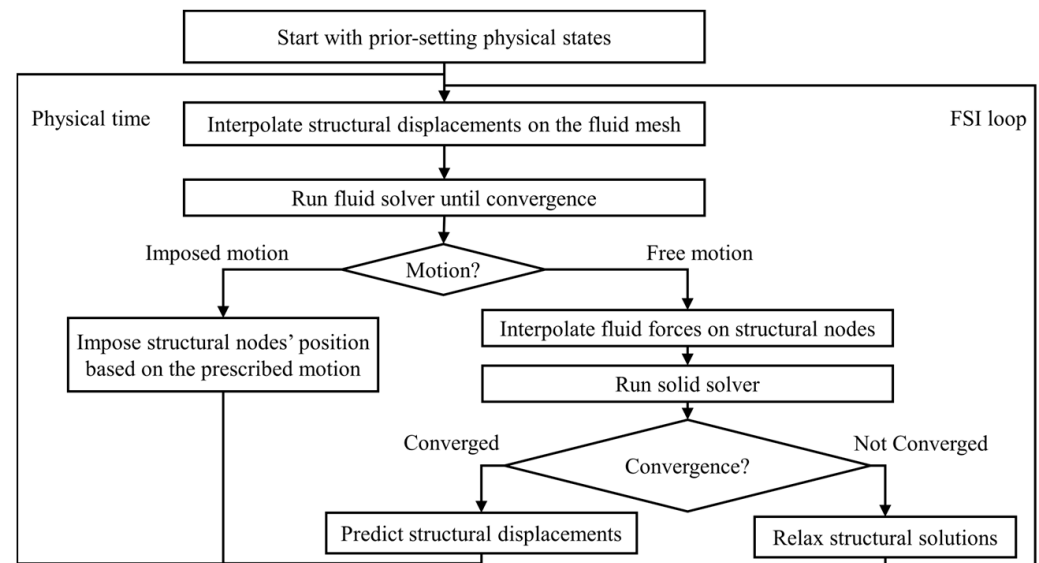 Start with prior-setting physical states
Physical time
FSI loop
Interpolate structural displacements on the fluid mesh
Run fluid solver until convergence
Imposed motion
Motion?
Free motion
Impose structural nodes’ position
based on the prescribed motion
Interpolate fluid forces on structural nodes
Run solid solver
Converged
Convergence?
Not Converged
Predict structural displacements
Relax structural solutions